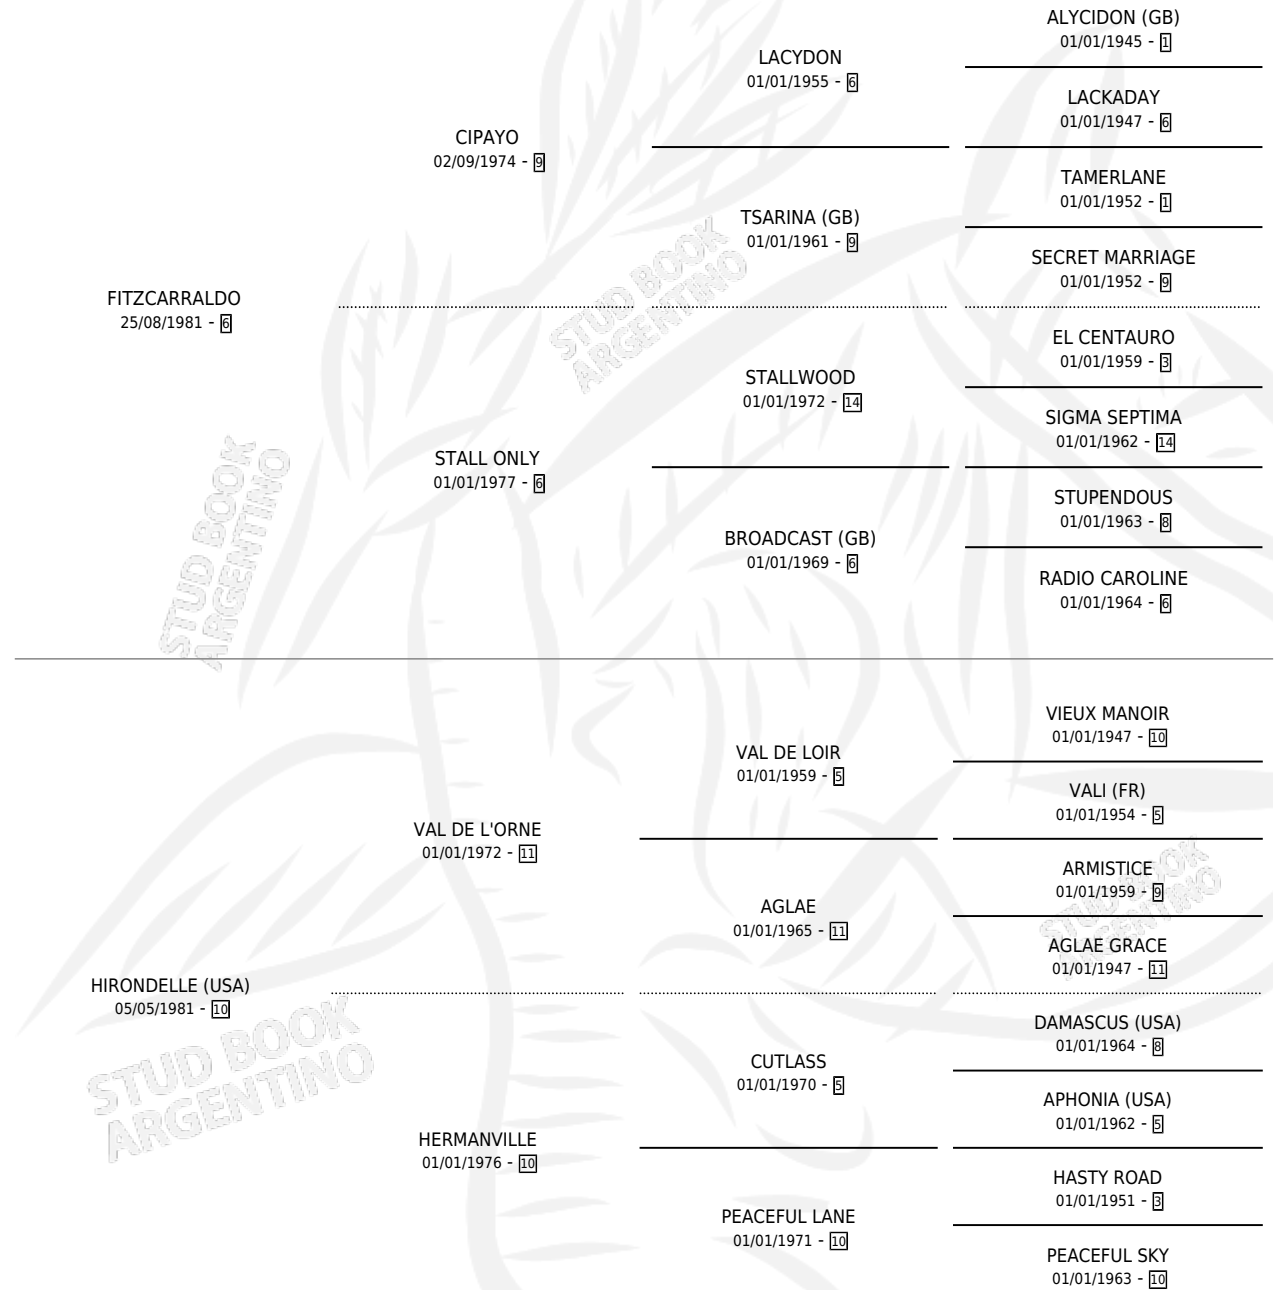 ALYCIDON (GB)
01/01/1945 - 1
LACYDON
01/01/1955 - 6
LACKADAY
01/01/1947 - 6
CIPAYO
02/09/1974 - 9
TAMERLANE
01/01/1952 - 1
TSARINA (GB)
01/01/1961 - 9
SECRET MARRIAGE
01/01/1952 - 9
FITZCARRALDO
25/08/1981 - 6
EL CENTAURO
01/01/1959 - 3
STALLWOOD
01/01/1972 - 14
SIGMA SEPTIMA
01/01/1962 - 14
STALL ONLY
01/01/1977 - 6
STUPENDOUS
01/01/1963 - 8
BROADCAST (GB)
01/01/1969 - 6
RADIO CAROLINE
01/01/1964 - 6
STUD BOOK
ARGENTINO
STUD BOOK
ARGENTINO
VIEUX MANOIR
01/01/1947 - 10
VAL DE LOIR
01/01/1959 - 5
VALI (FR)
01/01/1954 - 5
VAL DE L'ORNE
01/01/1972 - 11
ARMISTICE
01/01/1959 - 9
AGLAE
01/01/1965 - 11
AGLAE GRACE
01/01/1947 - 11
HIRONDELLE (USA)
05/05/1981 - 10
DAMASCUS (USA)
01/01/1964 - 8
CUTLASS
01/01/1970 - 5
APHONIA (USA)
01/01/1962 - 5
HERMANVILLE
01/01/1976 - 10
HASTY ROAD
01/01/1951 - 3
PEACEFUL LANE
01/01/1971 - 10
PEACEFUL SKY
01/01/1963 - 10
STUD BOOK
ARGENTINO
STUD BOOK
ARGENTINO